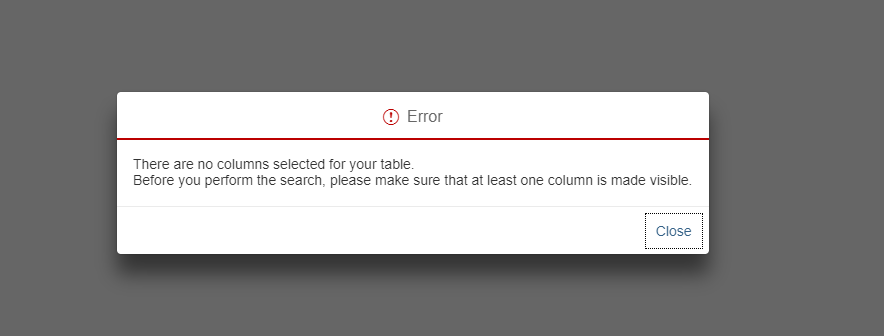 Error
There are no columns selected for your table.
Before you perform the search, please make sure that at least one column is made visible.
Close